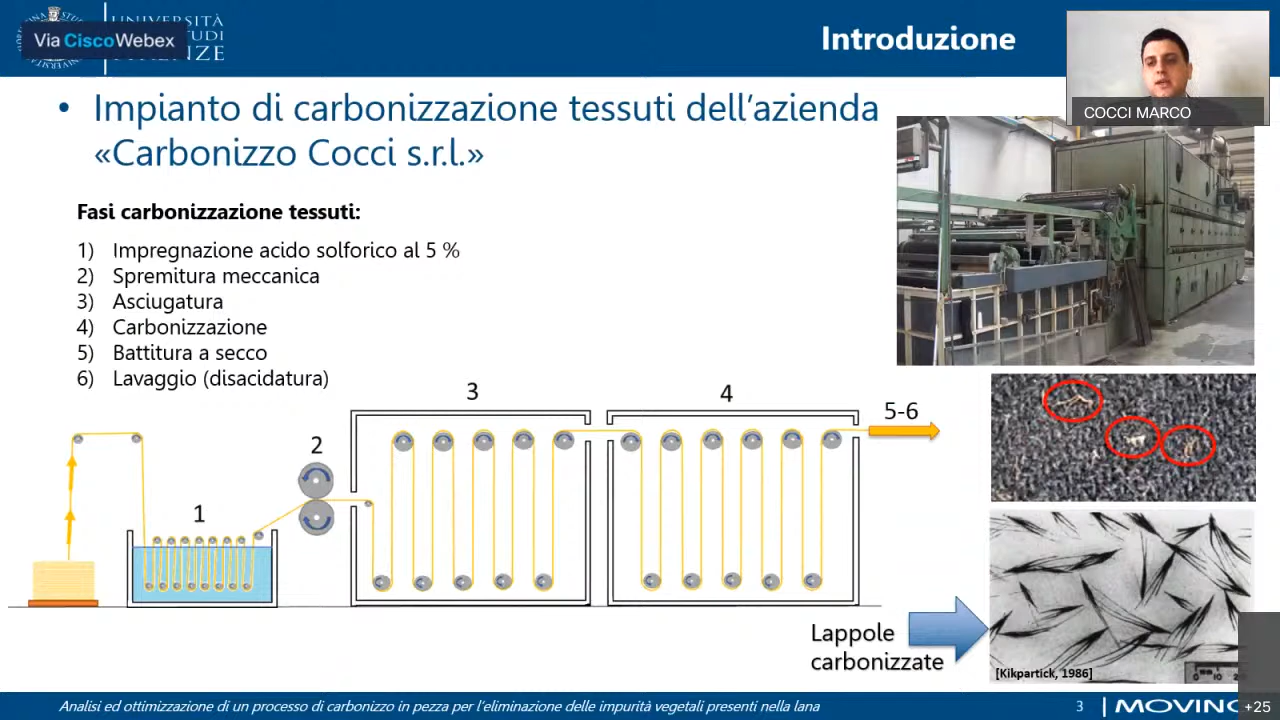 Via CiscoWebex
UNIVERSITÀ
Introduzione
COCCI MARCO
• Impianto di carbonizzazione tessuti dell'azienda
«Carbonizzo Cocci s.r.l.»
Fasi carbonizzazione tessuti:
1) Impregnazione acido solforico al 5 %
2) Spremitura meccanica
3) Asciugatura
4) Carbonizzazione
5) Battitura a secco
6) Lavaggio (disacidatura)
3
4
5-6
2
1
Lappole
carbonizzate
[Kikpartick, 1986]
Analisi ed ottimizzazione di un processo di carbonizzo in pezza per l'eliminazione delle impurità vegetali presenti nella lana
3
MOVING
+25